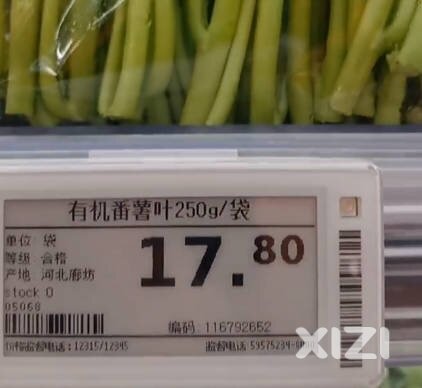 有机番薯叶250g/袋
单位: 袋
等级: 合格
产地: 河北廊坊
stock 0
05068
17.80
编码: 116792652
价格监督电话:12315/12345
监督电话:
XIZI